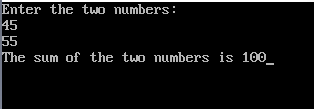 Enter the two numbers:
45
55
The sum of the two numbers is 100_